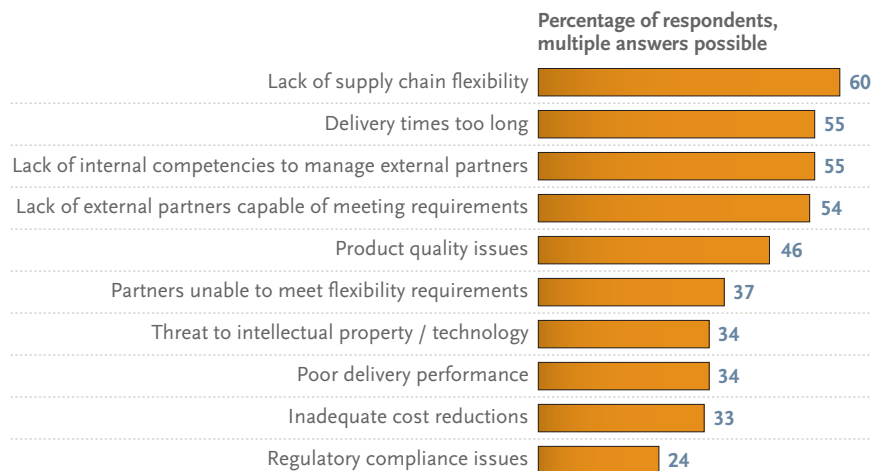 Percentage of respondents,
multiple answers possible
Lack of supply chain flexibility 60
Delivery times too long 55
Lack of internal competencies to manage external partners 55
Lack of external partners capable of meeting requirements 54
Product quality issues 46
Partners unable to meet flexibility requirements 37
Threat to intellectual property / technology 34
Poor delivery performance 34
Inadequate cost reductions 33
Regulatory compliance issues 24